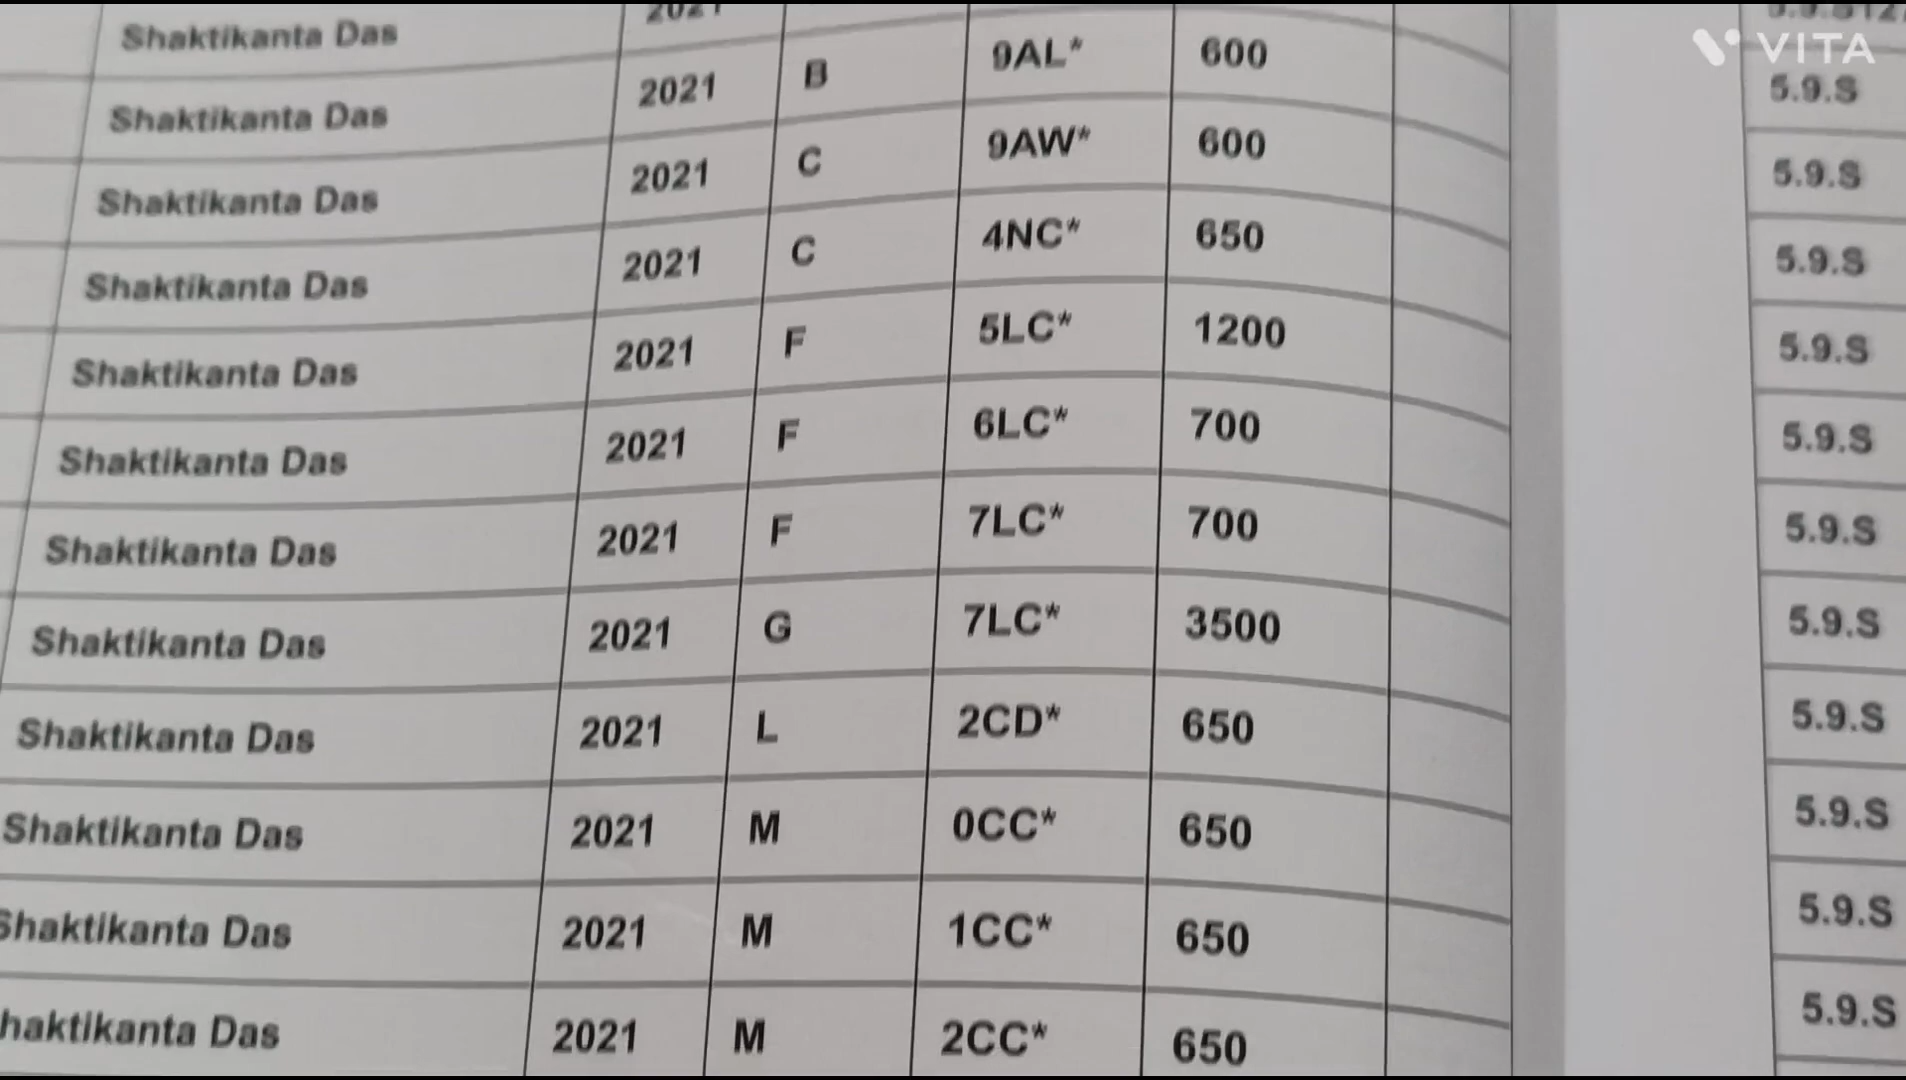 VITA
Shaktikanta Das 2021
Shaktikanta Das 2021 B 9AL* 600
Shaktikanta Das 2021 C 9AW* 600
Shaktikanta Das 2021 C 4NC* 650
Shaktikanta Das 2021 F 5LC* 1200
Shaktikanta Das 2021 F 6LC* 700
Shaktikanta Das 2021 F 7LC* 700
Shaktikanta Das 2021 G 7LC* 3500
Shaktikanta Das 2021 L 2CD* 650
Shaktikanta Das 2021 M 0CC* 650
Shaktikanta Das 2021 M 1CC* 650
haktikanta Das 2021 M 2CC* 650
5.9.S
5.9.S
5.9.S
5.9.S
5.9.S
5.9.S
5.9.S
5.9.S
5.9.S
5.9.S
5.9.S